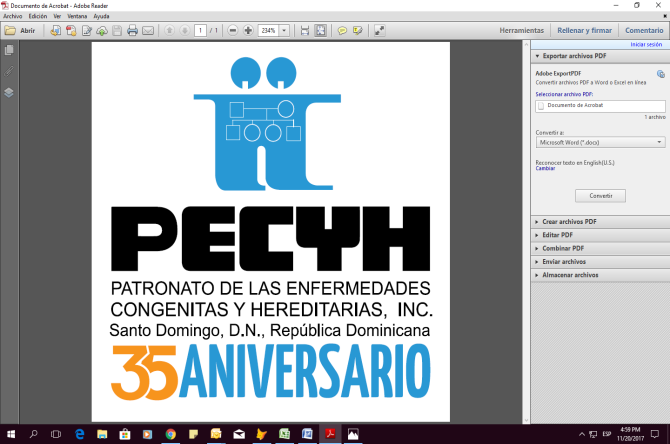 Documento de Acrobat - Adobe Reader
Archivo Edición Ver Ventana Ayuda
Abrir
1 / 1
234%
Herramientas Rellenar y firmar Comentario
Iniciar sesión
Exportar archivos PDF
Adobe ExportPDF
Convertir archivos PDF a Word o Excel en línea
Seleccionar archivo PDF:
Documento de Acrobat
1 archivo
Convertir a:
Microsoft Word (*.docx)
Reconocer texto en English(U.S.)
Cambiar
Convertir
Crear archivos PDF
Editar PDF
Combinar PDF
Enviar archivos
Almacenar archivos
PECYH
PATRONATO DE LAS ENFERMEDADES
CONGENITAS Y HEREDITARIAS, INC.
Santo Domingo, D.N., República Dominicana
35 ANIVERSARIO
ESP
4:59 PM
11/20/2017